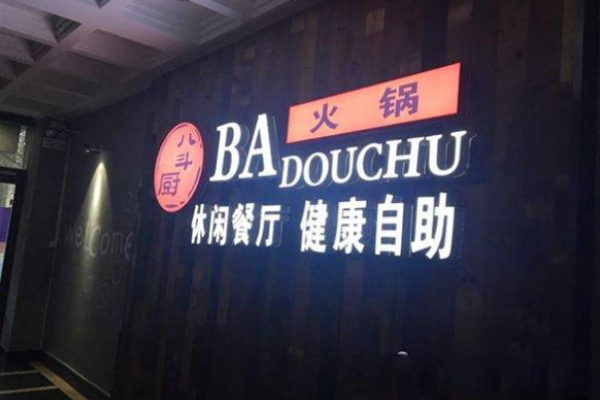 八斗
厨
火锅
BA DOUCHU
休闲餐厅 健康自助
welcome